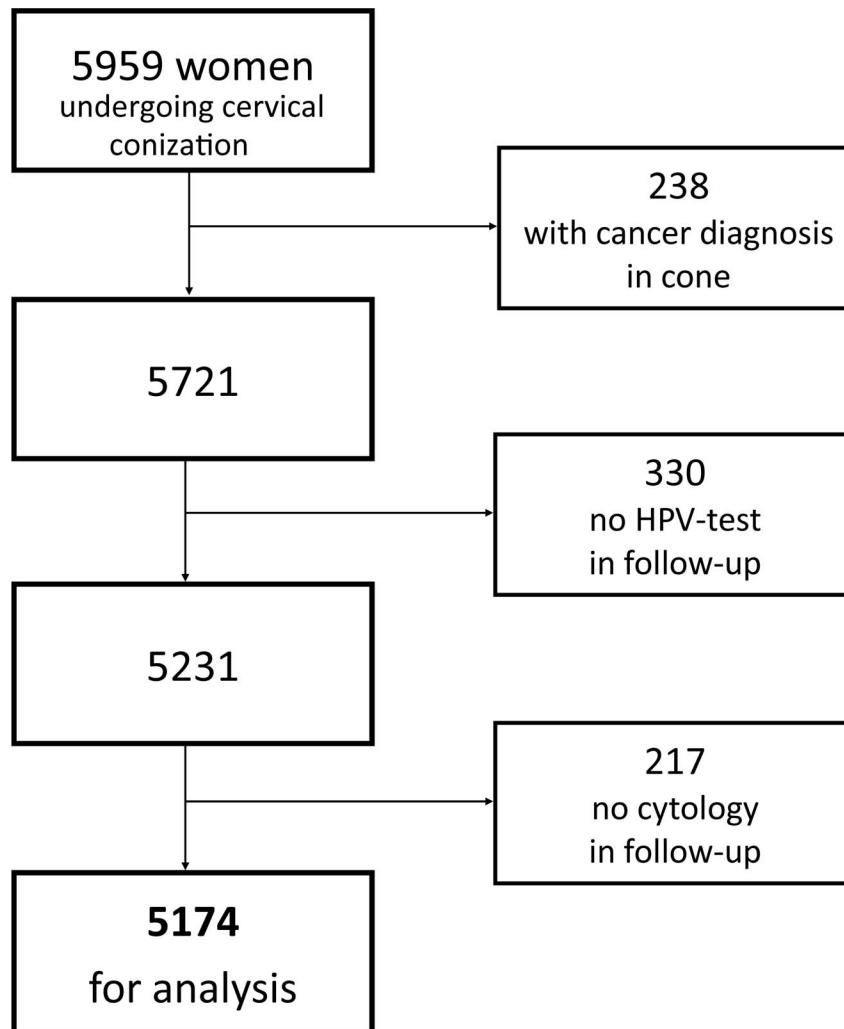 5959 women
undergoing cervical
conization
238
with cancer diagnosis
in cone
5721
330
no HPV-test
in follow-up
5231
217
no cytology
in follow-up
5174
for analysis